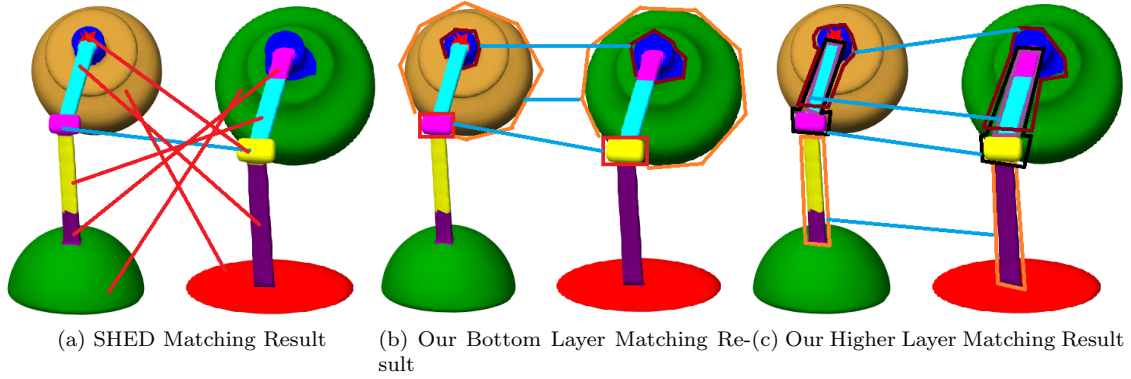 (a) SHED Matching Result
(b) Our Bottom Layer Matching Re-
sult
(c) Our Higher Layer Matching Result